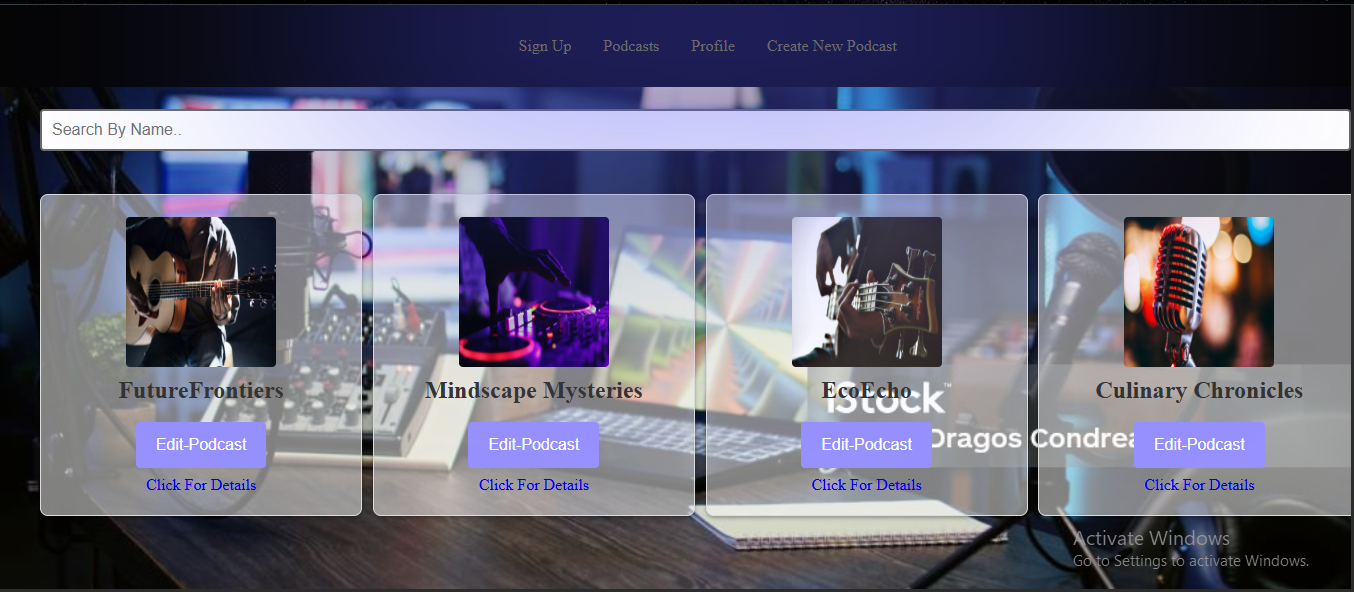 Sign Up Podcasts Profile Create New Podcast
Search By Name..
FutureFrontiers Mindscape Mysteries EcoEcho Culinary Chronicles
iStock™
Edit-Podcast Edit-Podcast Edit-Podcast Dragos Condrea Edit-Podcast
Click For Details Click For Details Click For Details Click For Details
Activate Windows
Go to Settings to activate Windows.